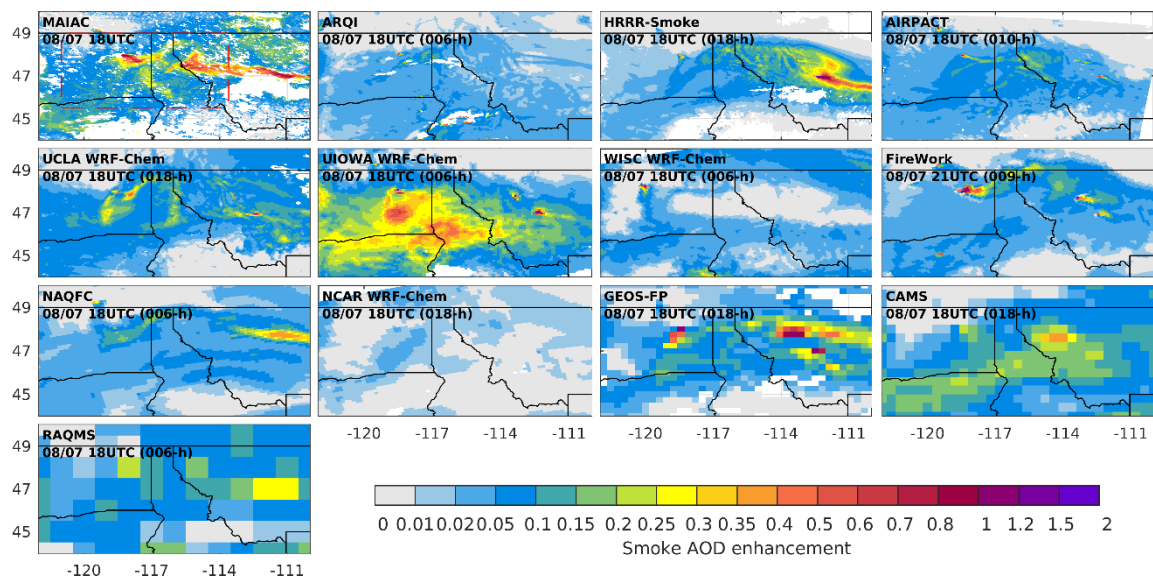 MAIAC
08/07 18UTC
ARQI
08/07 18UTC (006-h)
HRRR-Smoke
08/07 18UTC (018-h)
AIRPACT
08/07 18UTC (010-h)
49
47
45
UCLA WRF-Chem
08/07 18UTC (018-h)
UIOWA WRF-Chem
08/07 18UTC (006-h)
WISC WRF-Chem
08/07 18UTC (006-h)
FireWork
08/07 21UTC (009-h)
49
47
45
NAQFC
08/07 18UTC (006-h)
NCAR WRF-Chem
08/07 18UTC (018-h)
GEOS-FP
08/07 18UTC (018-h)
CAMS
08/07 18UTC (018-h)
49
47
45
-120 -117 -114 -111 -120 -117 -114 -111 -120 -117 -114 -111
RAQMS
08/07 18UTC (006-h)
49
47
45
-120 -117 -114 -111
0 0.01 0.02 0.05 0.1 0.15 0.2 0.25 0.3 0.35 0.4 0.5 0.6 0.7 0.8 1 1.2 1.5 2
Smoke AOD enhancement